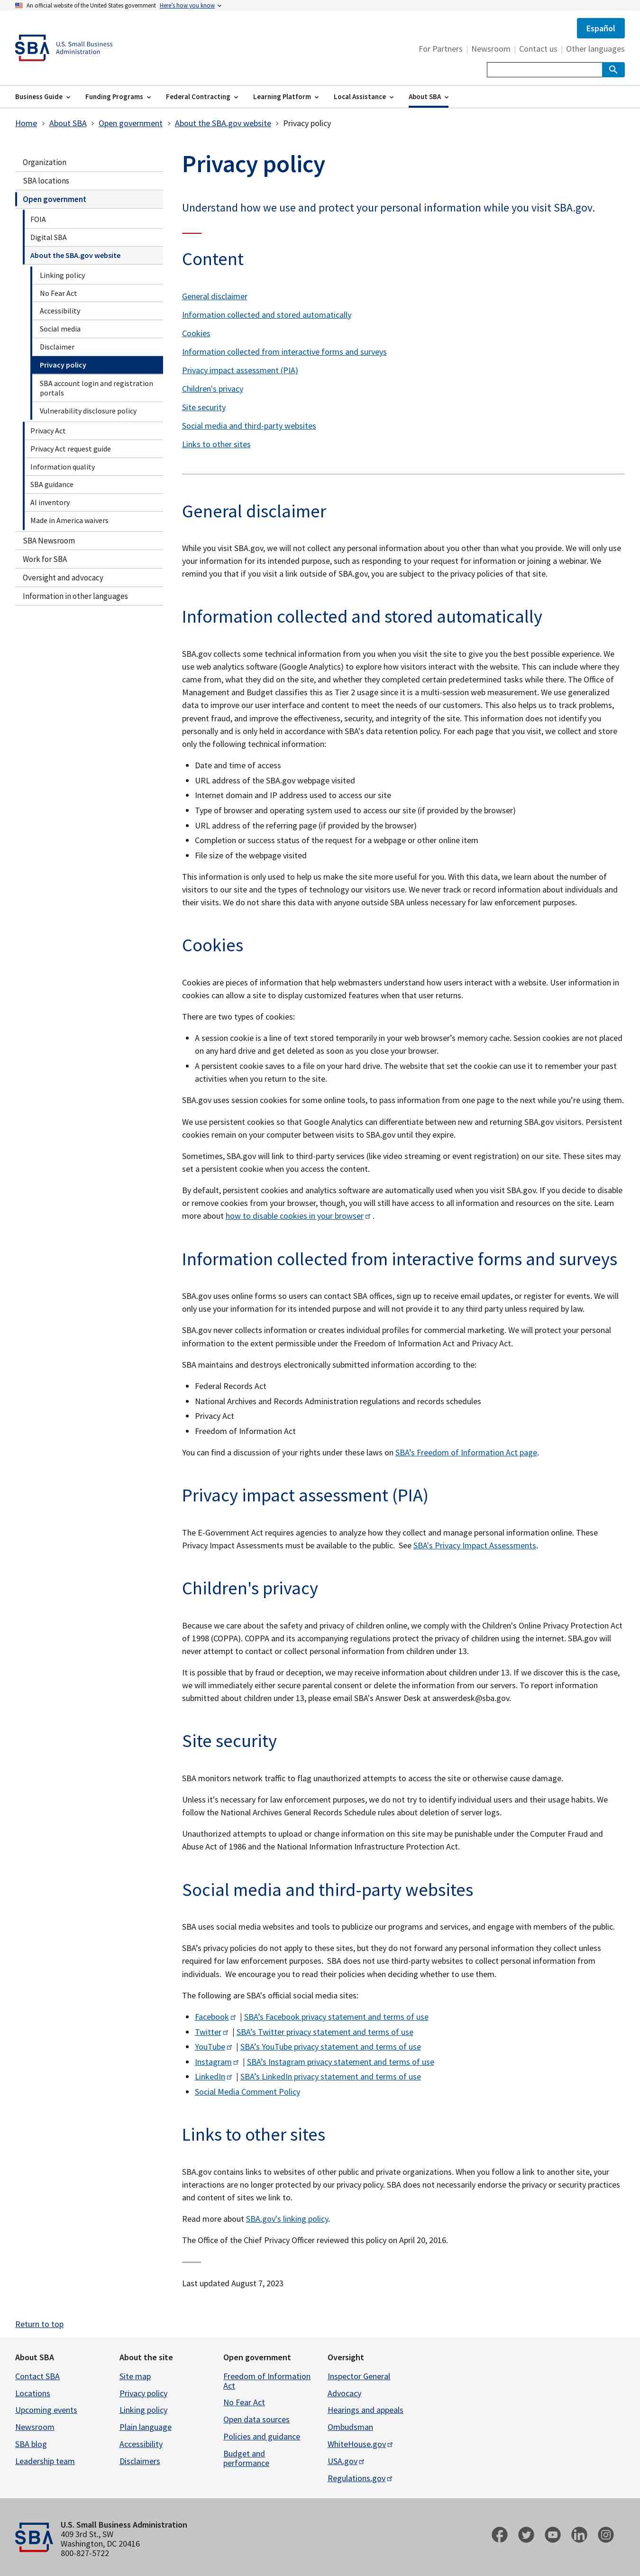 An official website of the United States government Here's how you know
Español
SBA U.S. Small Business
Administration
For Partners | Newsroom | Contact us | Other languages
Business Guide Funding Programs Federal Contracting Learning Platform Local Assistance About SBA
Home > About SBA > Open government > About the SBA.gov website > Privacy policy
Organization
SBA locations
Open government
FOIA
Digital SBA
About the SBA.gov website
Linking policy
No Fear Act
Accessibility
Social media
Disclaimer
Privacy policy
SBA account login and registration
portals
Vulnerability disclosure policy
Privacy Act
Privacy Act request guide
Information quality
SBA guidance
AI inventory
Made in America waivers
SBA Newsroom
Work for SBA
Oversight and advocacy
Information in other languages
Privacy policy
Understand how we use and protect your personal information while you visit SBA.gov.
Content
General disclaimer
Information collected and stored automatically
Cookies
Information collected from interactive forms and surveys
Privacy impact assessment (PIA)
Children's privacy
Site security
Social media and third-party websites
Links to other sites
General disclaimer
While you visit SBA.gov, we will not collect any personal information about you other than what you provide. We will only use
your information for its intended purpose, such as responding to your request for information or joining a webinar. We
remind you that if you visit a link outside of SBA.gov, you are subject to the privacy policies of that site.
Information collected and stored automatically
SBA.gov collects some technical information from you when you visit the site to give you the best possible experience. We
use web analytics software (Google Analytics) to explore how visitors interact with the website. This can include where they
came from, what they did on the site, and whether they completed certain predetermined tasks while there. The Office of
Management and Budget classifies this as Tier 2 usage since it is a multi-session web measurement. We use generalized
data to improve our user interface and content to meet the needs of our customers. This also helps us to track problems,
prevent fraud, and improve the effectiveness, security, and integrity of the site. This information does not identify you
personally and is only held in accordance with SBA's data retention policy. For each page that you visit, we collect and store
only the following technical information:
• Date and time of access
• URL address of the SBA.gov webpage visited
• Internet domain and IP address used to access our site
• Type of browser and operating system used to access our site (if provided by the browser)
• URL address of the referring page (if provided by the browser)
• Completion or success status of the request for a webpage or other online item
• File size of the webpage visited
This information is only used to help us make the site more useful for you. With this data, we learn about the number of
visitors to our site and the types of technology our visitors use. We never track or record information about individuals and
their visits. We do not share this data with anyone outside SBA unless necessary for law enforcement purposes.
Cookies
Cookies are pieces of information that help webmasters understand how users interact with a website. User information in
cookies can allow a site to display customized features when that user returns.
There are two types of cookies:
• A session cookie is a line of text stored temporarily in your web browser's memory cache. Session cookies are not placed
on any hard drive and get deleted as soon as you close your browser.
• A persistent cookie saves to a file on your hard drive. The website that set the cookie can use it to remember your past
activities when you return to the site.
SBA.gov uses session cookies for some online tools, to pass information from one page to the next while you're using them.
We use persistent cookies so that Google Analytics can differentiate between new and returning SBA.gov visitors. Persistent
cookies remain on your computer between visits to SBA.gov until they expire.
Sometimes, SBA.gov will link to third-party services (like video streaming or event registration) on our site. These sites may
set a persistent cookie when you access the content.
By default, persistent cookies and analytics software are automatically used when you visit SBA.gov. If you decide to disable
or remove cookies from your browser, though, you will still have access to all information and resources on the site. Learn
more about how to disable cookies in your browser .
Information collected from interactive forms and surveys
SBA.gov uses online forms so users can contact SBA offices, sign up to receive email updates, or register for events. We will
only use your information for its intended purpose and will not provide it to any third party unless required by law.
SBA.gov never collects information or creates individual profiles for commercial marketing. We will protect your personal
information to the extent permissible under the Freedom of Information Act and Privacy Act.
SBA maintains and destroys electronically submitted information according to the:
• Federal Records Act
• National Archives and Records Administration regulations and records schedules
• Privacy Act
• Freedom of Information Act
You can find a discussion of your rights under these laws on SBA's Freedom of Information Act page.
Privacy impact assessment (PIA)
The E-Government Act requires agencies to analyze how they collect and manage personal information online. These
Privacy Impact Assessments must be available to the public. See SBA's Privacy Impact Assessments.
Children's privacy
Because we care about the safety and privacy of children online, we comply with the Children's Online Privacy Protection Act
of 1998 (COPPA). COPPA and its accompanying regulations protect the privacy of children using the internet. SBA.gov will
never attempt to contact or collect personal information from children under 13.
It is possible that by fraud or deception, we may receive information about children under 13. If we discover this is the case,
we will immediately either secure parental consent or delete the information from our servers. To report information
submitted about children under 13, please email SBA's Answer Desk at answerdesk@sba.gov.
Site security
SBA monitors network traffic to flag unauthorized attempts to access the site or otherwise cause damage.
Unless it's necessary for law enforcement purposes, we do not try to identify individual users and their usage habits. We
follow the National Archives General Records Schedule rules about deletion of server logs.
Unauthorized attempts to upload or change information on this site may be punishable under the Computer Fraud and
Abuse Act of 1986 and the National Information Infrastructure Protection Act.
Social media and third-party websites
SBA uses social media websites and tools to publicize our programs and services, and engage with members of the public.
SBA's privacy policies do not apply to these sites, but they do not forward any personal information they collect unless
required for law enforcement purposes. SBA does not use third-party websites to collect personal information from
individuals. We encourage you to read their policies when deciding whether to use them.
The following are SBA's official social media sites:
• Facebook | SBA's Facebook privacy statement and terms of use
• Twitter | SBA's Twitter privacy statement and terms of use
• YouTube | SBA's YouTube privacy statement and terms of use
• Instagram | SBA's Instagram privacy statement and terms of use
• LinkedIn | SBA's LinkedIn privacy statement and terms of use
• Social Media Comment Policy
Links to other sites
SBA.gov contains links to websites of other public and private organizations. When you follow a link to another site, your
interactions are no longer protected by our privacy policy. SBA does not necessarily endorse the privacy or security practices
and content of sites we link to.
Read more about SBA.gov's linking policy.
The Office of the Chief Privacy Officer reviewed this policy on April 20, 2016.
Last updated August 7, 2023
Return to top
About SBA
Contact SBA
Locations
Upcoming events
Newsroom
SBA blog
Leadership team
About the site
Site map
Privacy policy
Linking policy
Plain language
Accessibility
Disclaimers
Open government
Freedom of Information
Act
No Fear Act
Open data sources
Policies and guidance
Budget and
performance
Oversight
Inspector General
Advocacy
Hearings and appeals
Ombudsman
WhiteHouse.gov
USA.gov
Regulations.gov
SBA
U.S. Small Business Administration
409 3rd St., SW
Washington, DC 20416
800-827-5722